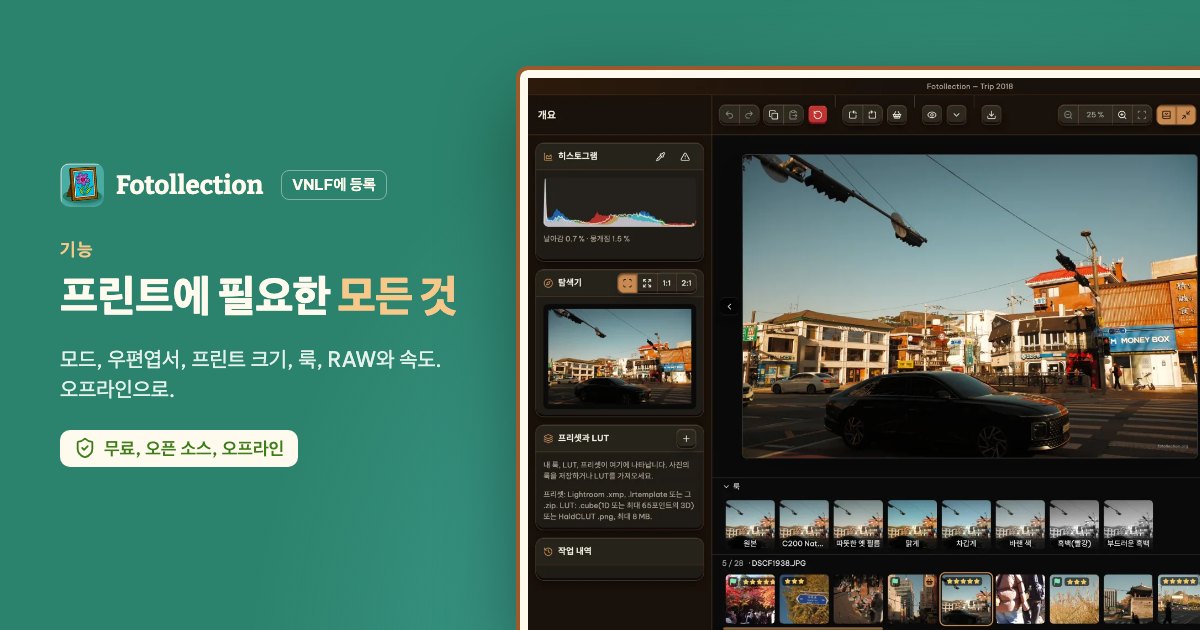 Fotollection
VNLF에 등록
기능
프린트에 필요한 모든 것
모드, 우편엽서, 프린트 크기, 룩, RAW와 속도.
오프라인으로.
무료, 오픈 소스, 오프라인
Fotollection — Trip 2018
개요
25 %
히스토그램
날아감 0.7 % · 뭉개짐 1.5 %
탐색기
1:1
2:1
프리셋과 LUT
내 룩, LUT, 프리셋이 여기에 나타납니다. 사진의
룩을 저장하거나 LUT를 가져오세요.
프리셋: Lightroom .xmp, .lrtemplate 또는 그
.zip. LUT: .cube(1D 또는 최대 65포인트의 3D)
또는 HaldCLUT .png, 최대 8 MB.
작업 내역
MONEY BOX
fotollection.org
룩
원본
C200 Nat...
따뜻한 옛 필름
맑게
차갑게
바랜 색
흑백(빨강)
부드러운 흑백
5 / 28 · DSCF1938.JPG